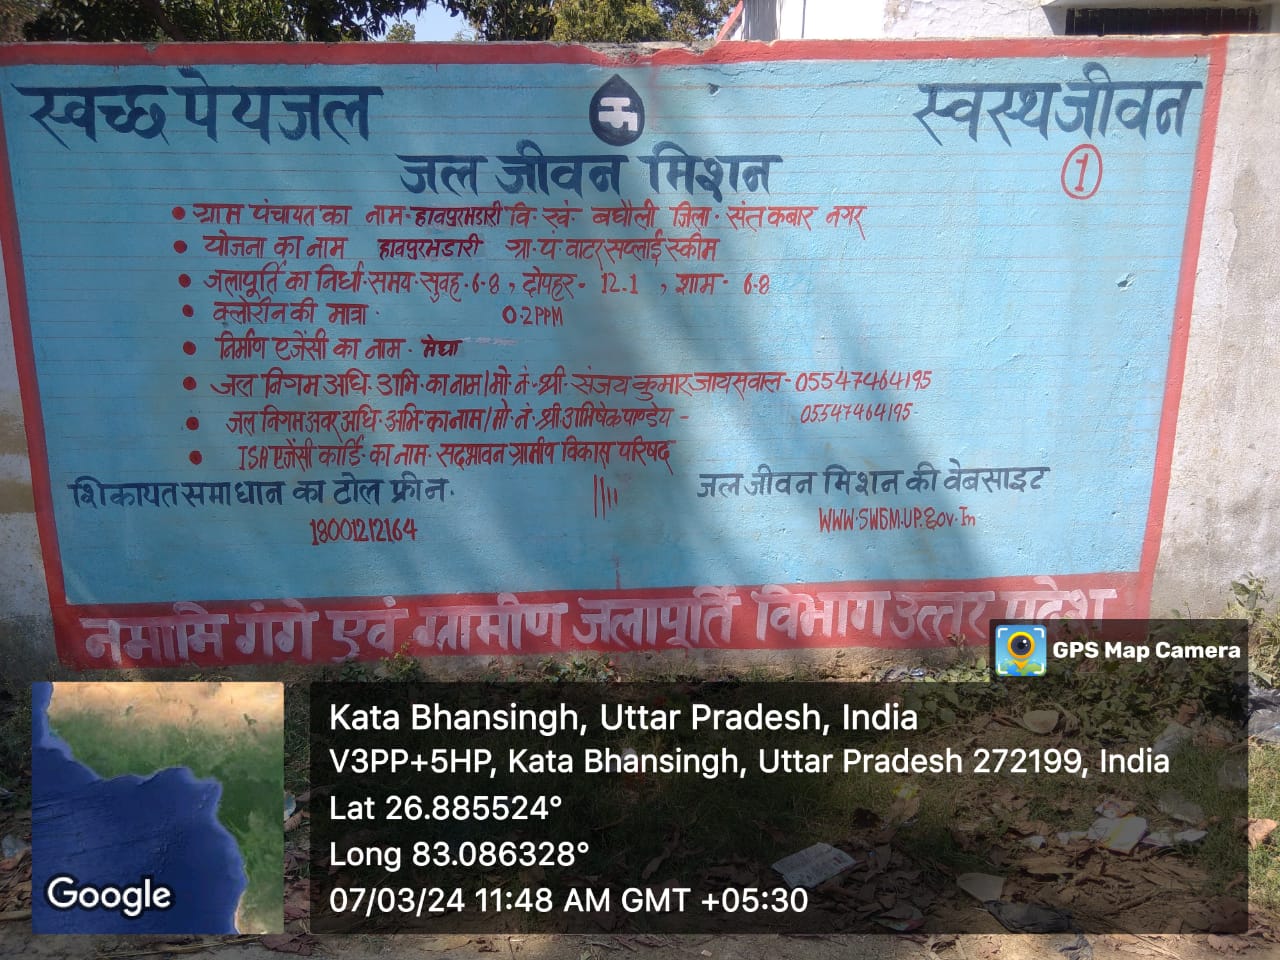 स्वच्छ पेयजल
स्वस्थ जीवन
जल जीवन मिशन
1
• ग्राम पंचायत का नाम - हावपुरभडारी वि. खं. बघौली जिला - संत कबीर नगर
• योजना का नाम हावपुरभडारी ग्रा. पं. वाटर सप्लाई स्कीम
• जलापूर्ति का निर्धा. समय - सुवह - 6-8 , दोपहर - 12.1 , शाम - 6-8
• क्लोरीन की मात्रा - 0.2PPM
• निर्माण एजेंसी का नाम - मेघा
• जल निगम अधि. अभि. का नाम/मो. नं. श्री. संजय कुमार जायसवाल - 05547464195
• जल निगम अवर अधि. अभि. का नाम/मो. नं. श्री अभिषेक पाण्डेय - 05547464195
• ISA एजेंसी कोर्डि. का नाम - सदभावन ग्रामीण विकास परिषद
शिकायत समाधान का टोल फ्री न.
18001212164
जल जीवन मिशन की वेबसाइट
WWW.SWSM.UP.Gov.In
नमामि गंगे एवं ग्रामीण जलापूर्ति विभाग उत्तर प्रदेश
GPS Map Camera
Kata Bhansingh, Uttar Pradesh, India
V3PP+5HP, Kata Bhansingh, Uttar Pradesh 272199, India
Lat 26.885524°
Long 83.086328°
07/03/24 11:48 AM GMT +05:30
Google